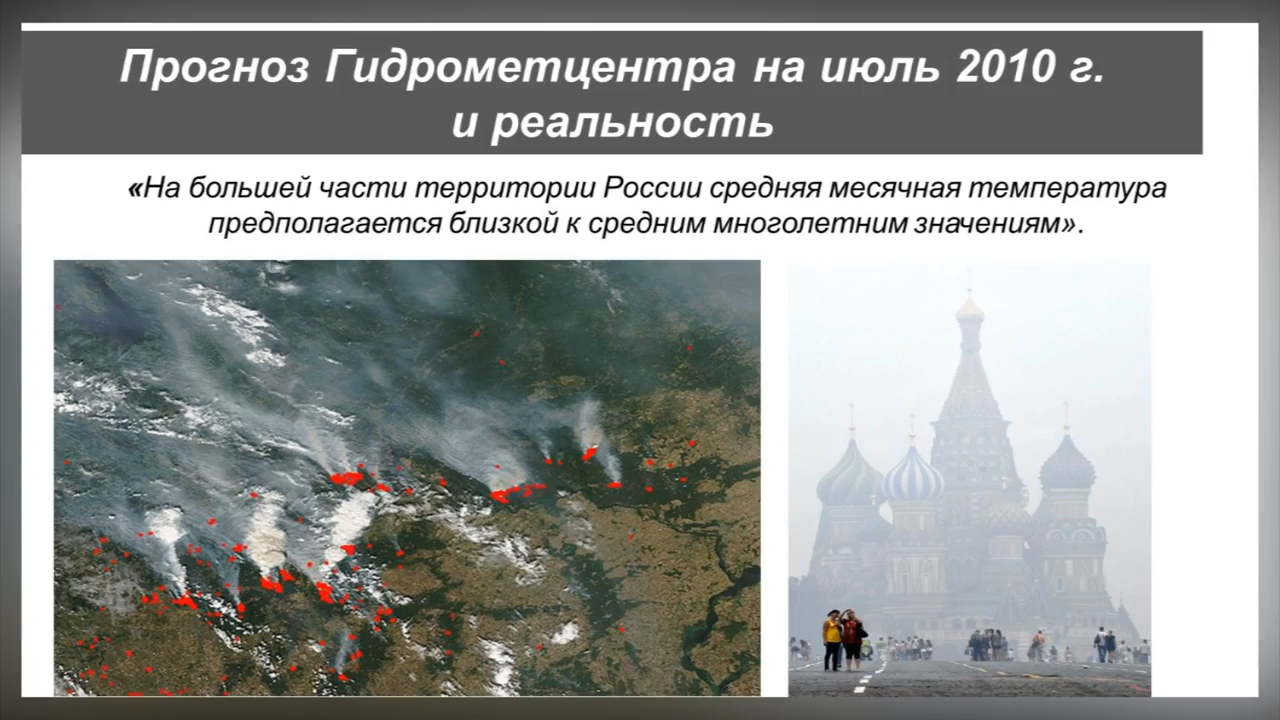 Прогноз Гидрометцентра на июль 2010 г.
и реальность
«На большей части территории России средняя месячная температура
предполагается близкой к средним многолетним значениям».